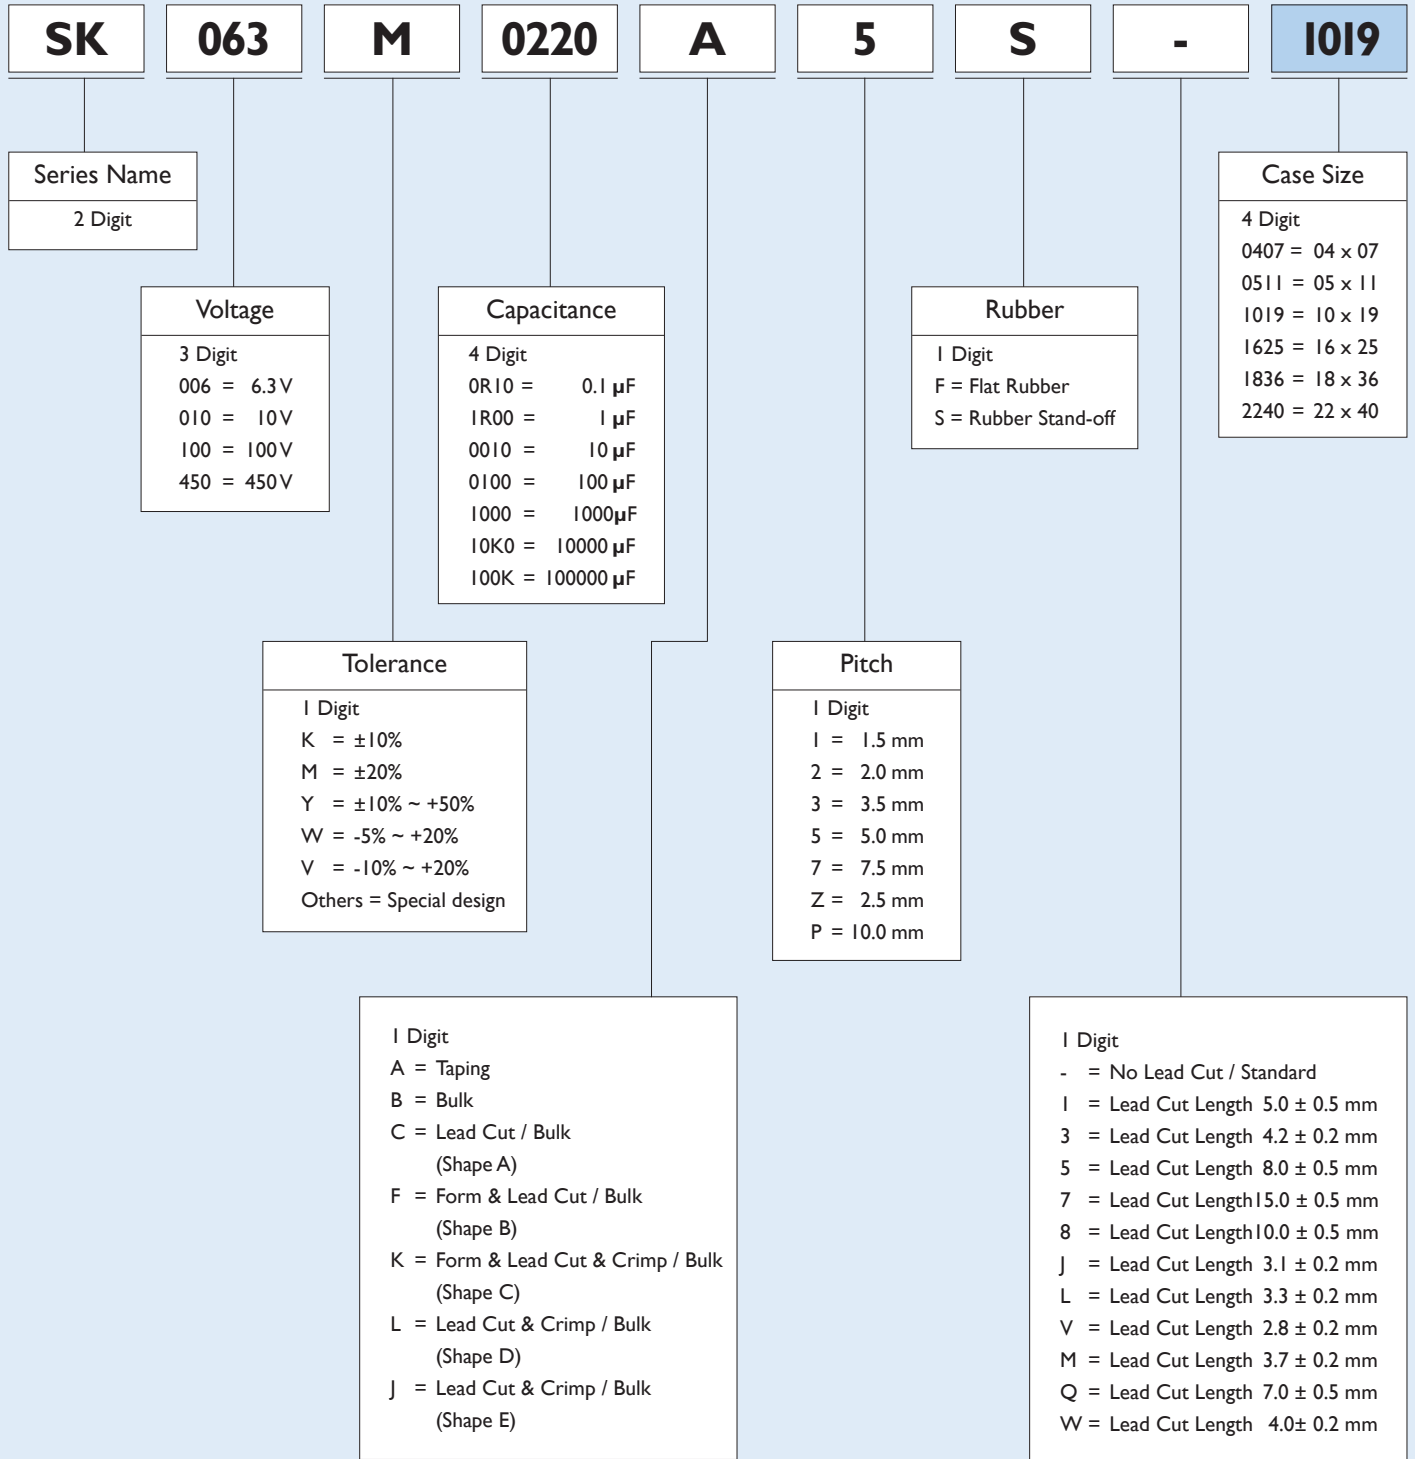 SK 063 M 0220 A 5 S - 1019
Series Name
2 Digit
Case Size
4 Digit
0407 = 04 x 07
0511 = 05 x 11
1019 = 10 x 19
1625 = 16 x 25
1836 = 18 x 36
2240 = 22 x 40
Voltage
3 Digit
006 = 6.3 V
010 = 10 V
100 = 100 V
450 = 450 V
Capacitance
4 Digit
0R10 = 0.1 µF
1R00 = 1 µF
0010 = 10 µF
0100 = 100 µF
1000 = 1000µF
10K0 = 10000 µF
100K = 100000 µF
Rubber
1 Digit
F = Flat Rubber
S = Rubber Stand-off
Tolerance
1 Digit
K = ±10%
M = ±20%
Y = ±10% ~ +50%
W = -5% ~ +20%
V = -10% ~ +20%
Others = Special design
Pitch
1 Digit
1 = 1.5 mm
2 = 2.0 mm
3 = 3.5 mm
5 = 5.0 mm
7 = 7.5 mm
Z = 2.5 mm
P = 10.0 mm
1 Digit
A = Taping
B = Bulk
C = Lead Cut / Bulk
(Shape A)
F = Form & Lead Cut / Bulk
(Shape B)
K = Form & Lead Cut & Crimp / Bulk
(Shape C)
L = Lead Cut & Crimp / Bulk
(Shape D)
J = Lead Cut & Crimp / Bulk
(Shape E)
1 Digit
- = No Lead Cut / Standard
1 = Lead Cut Length 5.0 ± 0.5 mm
3 = Lead Cut Length 4.2 ± 0.2 mm
5 = Lead Cut Length 8.0 ± 0.5 mm
7 = Lead Cut Length 15.0 ± 0.5 mm
8 = Lead Cut Length 10.0 ± 0.5 mm
J = Lead Cut Length 3.1 ± 0.2 mm
L = Lead Cut Length 3.3 ± 0.2 mm
V = Lead Cut Length 2.8 ± 0.2 mm
M = Lead Cut Length 3.7 ± 0.2 mm
Q = Lead Cut Length 7.0 ± 0.5 mm
W = Lead Cut Length 4.0± 0.2 mm